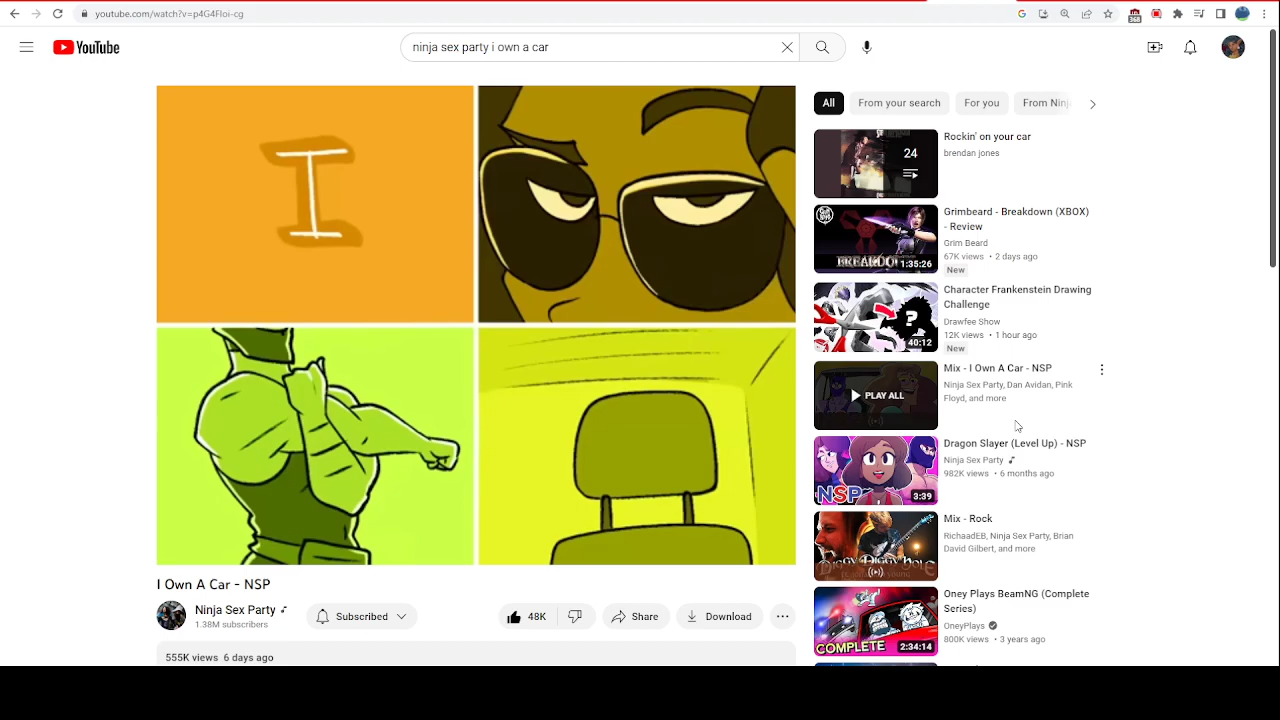 youtube.com/watch?v=p4G4FIoi-cg
368
YouTube
ninja sex party i own a car
I
I Own A Car - NSP
Ninja Sex Party
1.38M subscribers
Subscribed
48K
Share
Download
555K views 6 days ago
All
From your search
For you
From Ninj
24
Rockin' on your car
brendan jones
BREAKDO
1:35:26
Grimbeard - Breakdown (XBOX)
- Review
Grim Beard
67K views • 2 days ago
New
?
40:12
Character Frankenstein Drawing
Challenge
Drawfee Show
12K views • 1 hour ago
New
PLAY ALL
Mix - I Own A Car - NSP
Ninja Sex Party, Dan Avidan, Pink
Floyd, and more
NSP
3:39
Dragon Slayer (Level Up) - NSP
Ninja Sex Party
982K views • 6 months ago
DIGGY DIGGY HOLE
Mix - Rock
RichaadEB, Ninja Sex Party, Brian
David Gilbert, and more
COMPLETE
2:34:14
Oney Plays BeamNG (Complete
Series)
OneyPlays
800K views • 3 years ago